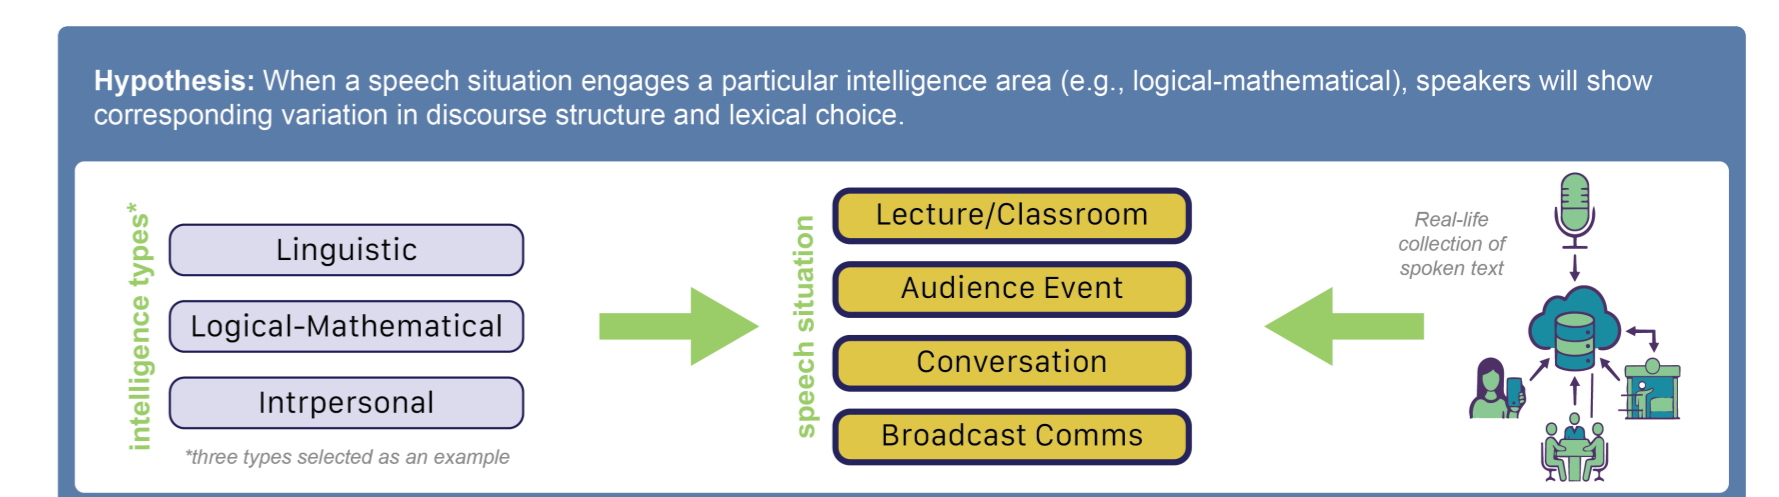 Hypothesis: When a speech situation engages a particular intelligence area (e.g., logical-mathematical), speakers will show
corresponding variation in discourse structure and lexical choice.
intelligence types*
Linguistic
Logical-Mathematical
Intrpersonal
*three types selected as an example
speech situation
Lecture/Classroom
Audience Event
Conversation
Broadcast Comms
Real-life
collection of
spoken text